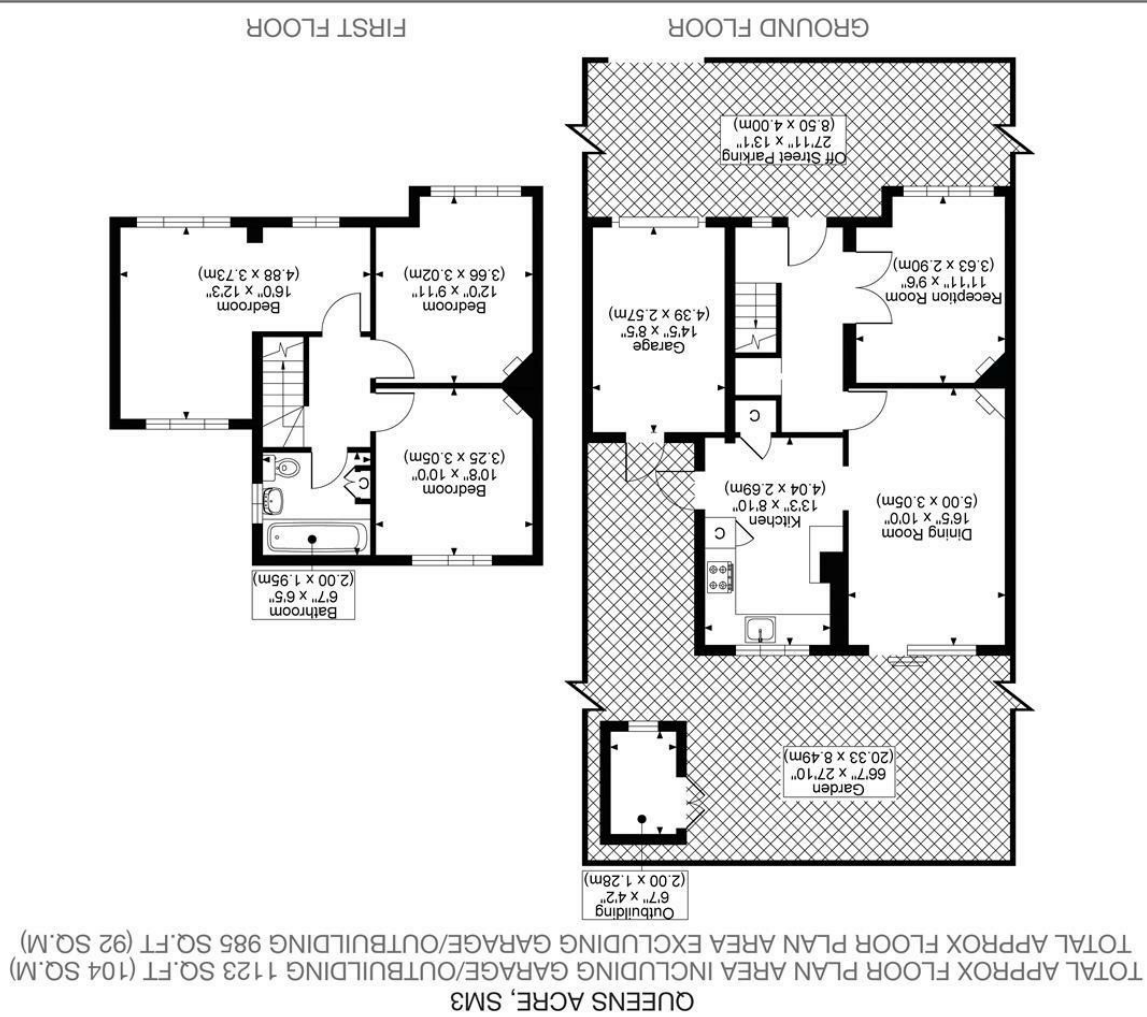 QUEENS ACRE, SM3
TOTAL APPROX FLOOR PLAN AREA INCLUDING GARAGE/OUTBUILDING 1123 SQ.FT (104 SQ.M)
TOTAL APPROX FLOOR PLAN AREA EXCLUDING GARAGE/OUTBUILDING 985 SQ.FT (92 SQ.M)
Outbuilding
6'7" x 4'2"
(2.00 x 1.28m)
Garden
66'7" x 27'10"
(20.33 x 8.49m)
Dining Room
16'5" x 10'0
(5.00 x 3.05m)
Kitchen
13'3" x 8'10"
(4.04 x 2.69m)
C
C
Garage
14'5" x 8'5"
(4.39 x 2.57m)
Reception Room
11'11" x 9'6"
(3.63 x 2.90m)
Off Street Parking
27'11" x 13'1"
(8.50 x 4.00m)
GROUND FLOOR
Bathroom
6'7" x 6'5"
(2.00 x 1.95m)
C
Bedroom
10'8" x 10'0"
(3.25 x 3.05m)
Bedroom
12'0" x 9'11"
(3.66 x 3.02m)
Bedroom
16'0" x 12'3"
(4.88 x 3.73m)
FIRST FLOOR